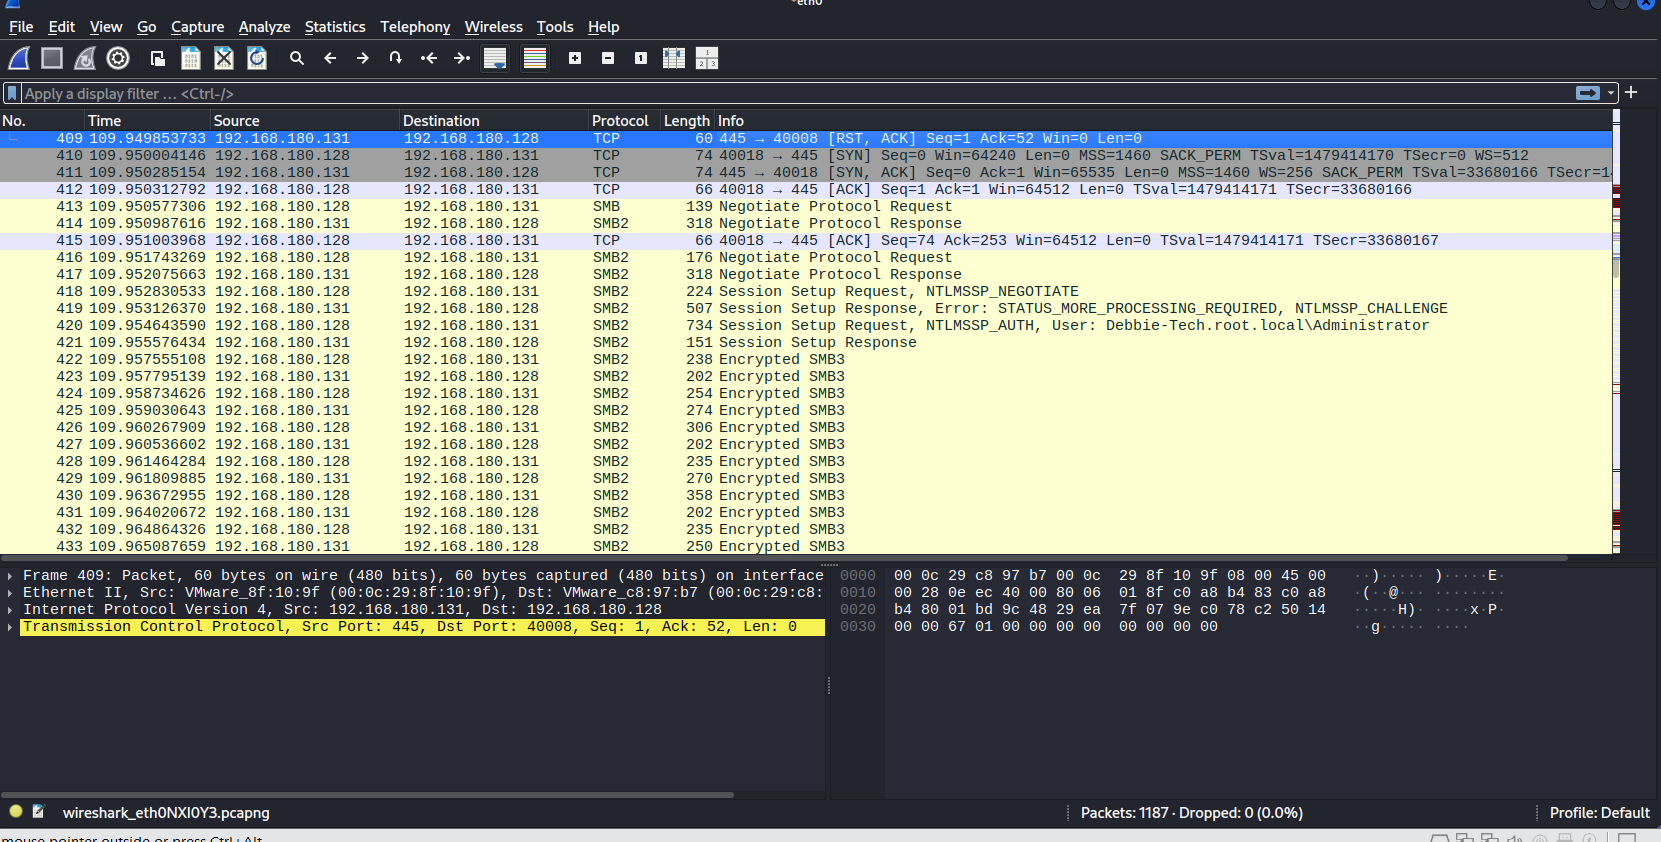 *eth0
File Edit View Go Capture Analyze Statistics Telephony Wireless Tools Help
Apply a display filter ... <Ctrl-/>
No. Time Source Destination Protocol Length Info
409 109.949853733 192.168.180.131 192.168.180.128 TCP 60 445 → 40008 [RST, ACK] Seq=1 Ack=52 Win=0 Len=0
410 109.950004146 192.168.180.128 192.168.180.131 TCP 74 40018 → 445 [SYN] Seq=0 Win=64240 Len=0 MSS=1460 SACK_PERM TSval=1479414170 TSecr=0 WS=512
411 109.950285154 192.168.180.131 192.168.180.128 TCP 74 445 → 40018 [SYN, ACK] Seq=0 Ack=1 Win=65535 Len=0 MSS=1460 WS=256 SACK_PERM TSval=33680166 TSecr=14
412 109.950312792 192.168.180.128 192.168.180.131 TCP 66 40018 → 445 [ACK] Seq=1 Ack=1 Win=64512 Len=0 TSval=1479414171 TSecr=33680166
413 109.950577306 192.168.180.128 192.168.180.131 SMB 139 Negotiate Protocol Request
414 109.950987616 192.168.180.131 192.168.180.128 SMB2 318 Negotiate Protocol Response
415 109.951003968 192.168.180.128 192.168.180.131 TCP 66 40018 → 445 [ACK] Seq=74 Ack=253 Win=64512 Len=0 TSval=1479414171 TSecr=33680167
416 109.951743269 192.168.180.128 192.168.180.131 SMB2 176 Negotiate Protocol Request
417 109.952075663 192.168.180.131 192.168.180.128 SMB2 318 Negotiate Protocol Response
418 109.952830533 192.168.180.128 192.168.180.131 SMB2 224 Session Setup Request, NTLMSSP_NEGOTIATE
419 109.953126370 192.168.180.131 192.168.180.128 SMB2 507 Session Setup Response, Error: STATUS_MORE_PROCESSING_REQUIRED, NTLMSSP_CHALLENGE
420 109.954643590 192.168.180.128 192.168.180.131 SMB2 734 Session Setup Request, NTLMSSP_AUTH, User: Debbie-Tech.root.local\Administrator
421 109.955576434 192.168.180.131 192.168.180.128 SMB2 151 Session Setup Response
422 109.957555108 192.168.180.128 192.168.180.131 SMB2 238 Encrypted SMB3
423 109.957795139 192.168.180.131 192.168.180.128 SMB2 202 Encrypted SMB3
424 109.958734626 192.168.180.128 192.168.180.131 SMB2 254 Encrypted SMB3
425 109.959030643 192.168.180.131 192.168.180.128 SMB2 274 Encrypted SMB3
426 109.960267909 192.168.180.128 192.168.180.131 SMB2 306 Encrypted SMB3
427 109.960536602 192.168.180.131 192.168.180.128 SMB2 202 Encrypted SMB3
428 109.961464284 192.168.180.128 192.168.180.131 SMB2 235 Encrypted SMB3
429 109.961809885 192.168.180.131 192.168.180.128 SMB2 270 Encrypted SMB3
430 109.963672955 192.168.180.128 192.168.180.131 SMB2 358 Encrypted SMB3
431 109.964020672 192.168.180.131 192.168.180.128 SMB2 202 Encrypted SMB3
432 109.964864326 192.168.180.128 192.168.180.131 SMB2 235 Encrypted SMB3
433 109.965087659 192.168.180.131 192.168.180.128 SMB2 250 Encrypted SMB3
Frame 409: Packet, 60 bytes on wire (480 bits), 60 bytes captured (480 bits) on interface
Ethernet II, Src: VMware_8f:10:9f (00:0c:29:8f:10:9f), Dst: VMware_c8:97:b7 (00:0c:29:c8:
Internet Protocol Version 4, Src: 192.168.180.131, Dst: 192.168.180.128
Transmission Control Protocol, Src Port: 445, Dst Port: 40008, Seq: 1, Ack: 52, Len: 0
0000 00 0c 29 c8 97 b7 00 0c 29 8f 10 9f 08 00 45 00 ··)····· )·····E·
0010 00 28 0e ec 40 00 80 06 01 8f c0 a8 b4 83 c0 a8 ·(··@··· ········
0020 b4 80 01 bd 9c 48 29 ea 7f 07 9e c0 78 c2 50 14 ·····H)· ····x·P·
0030 00 00 67 01 00 00 00 00 00 00 00 00 ··g····· ····
wireshark_eth0NXI0Y3.pcapng
Packets: 1187 · Dropped: 0 (0.0%)
Profile: Default
mouse pointer outside or press Ctrl+Alt.